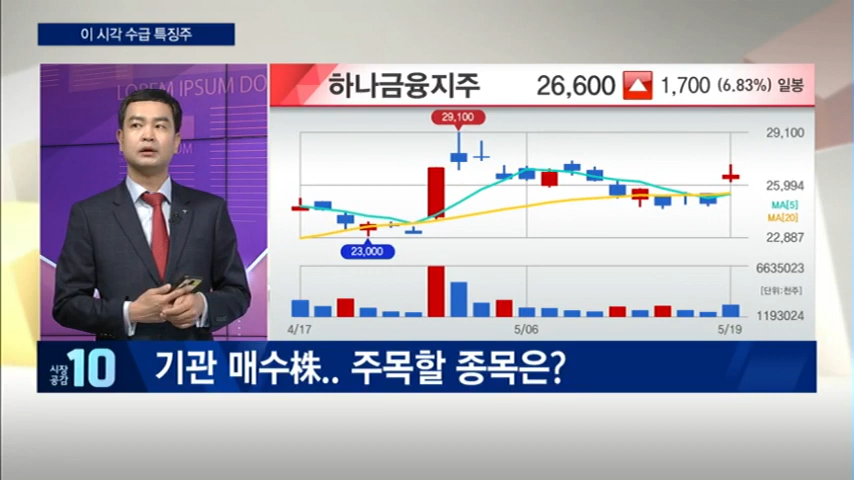 이 시각 수급 특징주
LOREM IPSUM DO
하나금융지주 26,600 ▲ 1,700 (6.83%) 일봉
29,100
29,100
25,994
MA[5]
MA[20]
23,000
22,887
6635023
[단위:천주]
1193024
4/17 5/06 5/19
시장공감 10
기관 매수株.. 주목할 종목은?